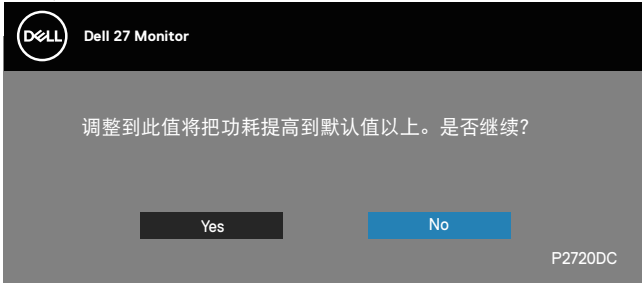 DELL
Dell 27 Monitor
调整到此值将把功耗提高到默认值以上。是否继续?
Yes
No
P2720DC